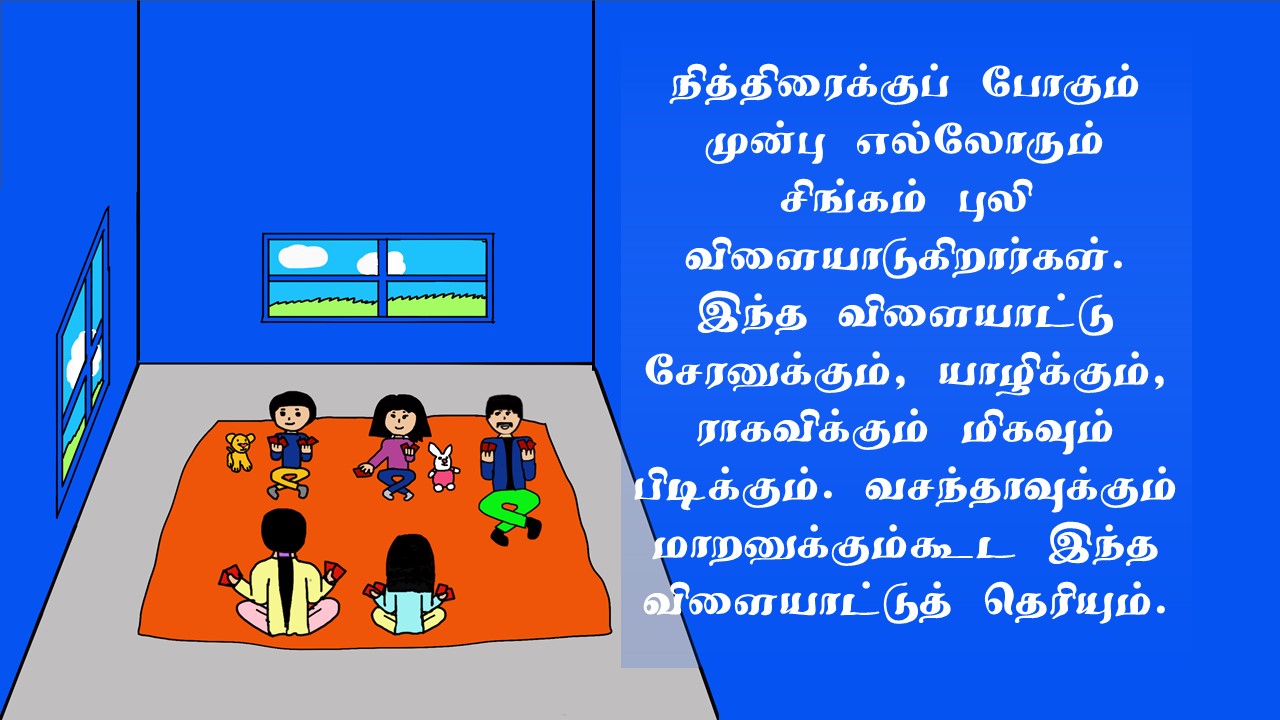 நித்திரைக்குப் போகும்
முன்பு எல்லோரும்
சிங்கம் புலி
விளையாடுகிறார்கள்.
இந்த விளையாட்டு
சேரனுக்கும், யாழிக்கும்,
ராகவிக்கும் மிகவும்
பிடிக்கும். வசந்தாவுக்கும்
மாறனுக்கும்கூட இந்த
விளையாட்டுத் தெரியும்.